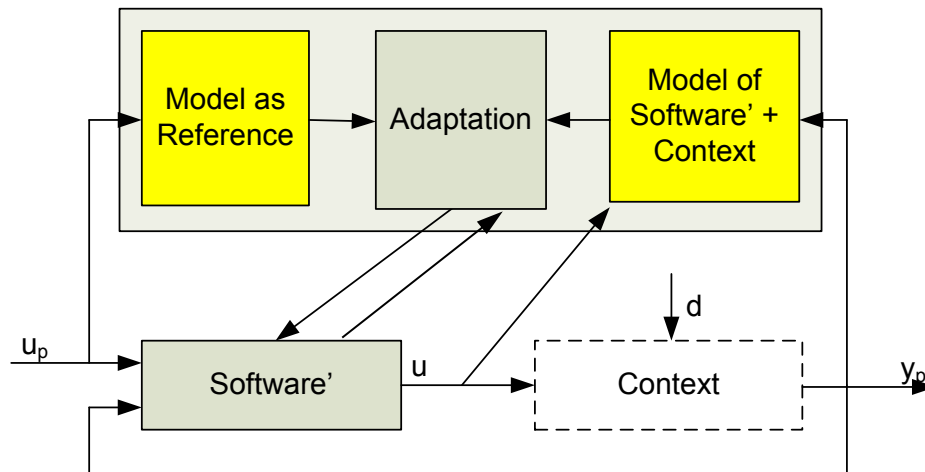 Model as
Reference
Adaptation
Model of
Software’ +
Context
d
uₚ
Software’
u
Context
yₚ